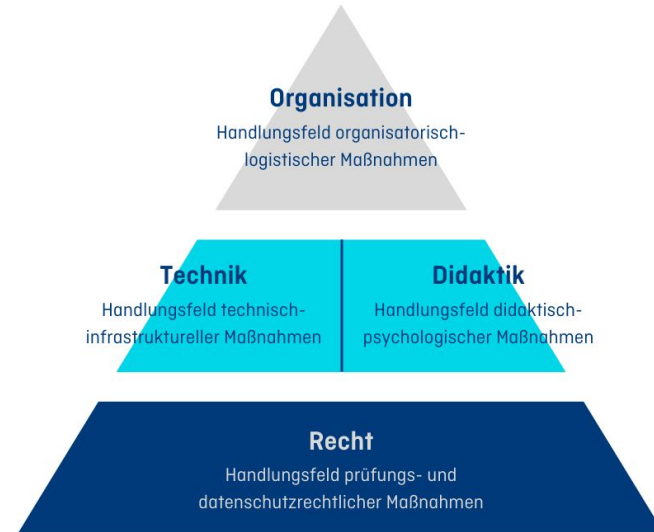 Organisation
Handlungsfeld organisatorisch-
logistischer Maßnahmen
Technik
Handlungsfeld technisch-
infrastruktureller Maßnahmen
Didaktik
Handlungsfeld didaktisch-
psychologischer Maßnahmen
Recht
Handlungsfeld prüfungs- und
datenschutzrechtlicher Maßnahmen